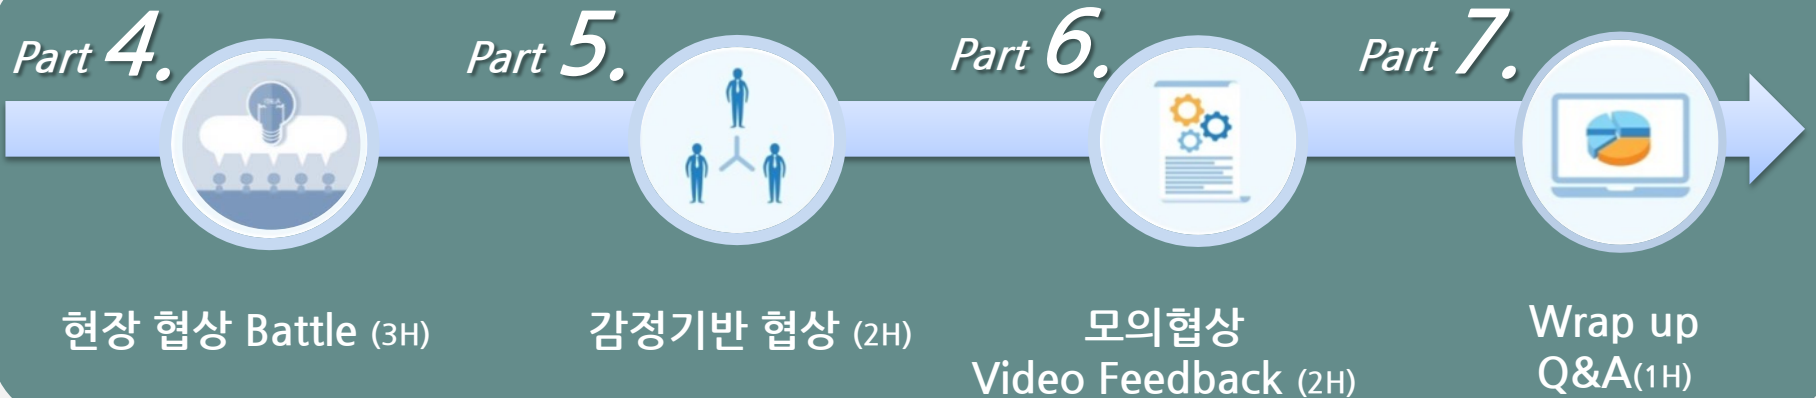 Part 4.
현장 협상 Battle (3H)
Part 5.
감정기반 협상 (2H)
Part 6.
모의협상
Video Feedback (2H)
Part 7.
Wrap up
Q&A(1H)